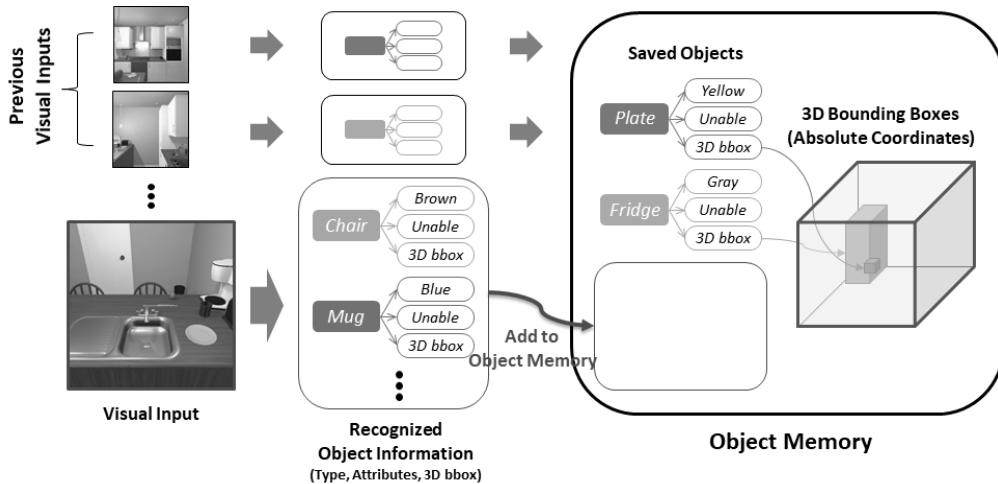 Previous
Visual Inputs
Visual Input
Chair
Brown
Unable
3D bbox
Mug
Blue
Unable
3D bbox
Recognized
Object Information
(Type, Attributes, 3D bbox)
Add to
Object Memory
Saved Objects
Plate
Yellow
Unable
3D bbox
Fridge
Gray
Unable
3D bbox
3D Bounding Boxes
(Absolute Coordinates)
Object Memory